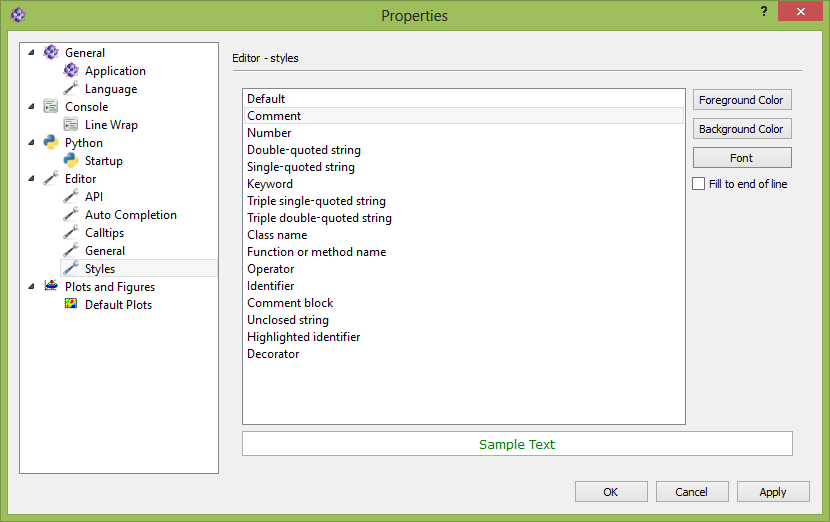 Properties
?
General
Application
Language
Console
Line Wrap
Python
Startup
Editor
API
Auto Completion
Calltips
General
Styles
Plots and Figures
Default Plots
Editor - styles
Default
Comment
Number
Double-quoted string
Single-quoted string
Keyword
Triple single-quoted string
Triple double-quoted string
Class name
Function or method name
Operator
Identifier
Comment block
Unclosed string
Highlighted identifier
Decorator
Foreground Color
Background Color
Font
Fill to end of line
Sample Text
OK
Cancel
Apply